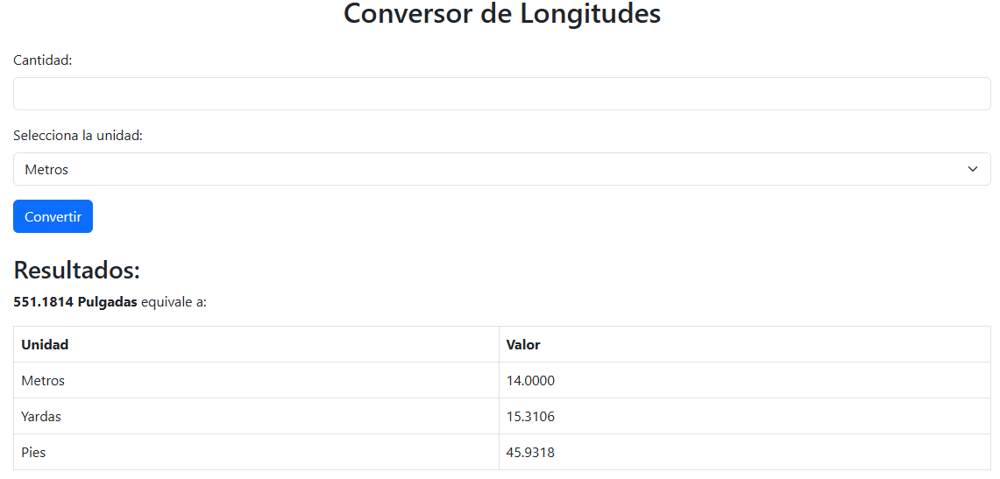 Conversor de Longitudes
Cantidad:
Selecciona la unidad:
Metros
Convertir
Resultados:
551.1814 Pulgadas equivale a:
Unidad Valor
Metros 14.0000
Yardas 15.3106
Pies 45.9318